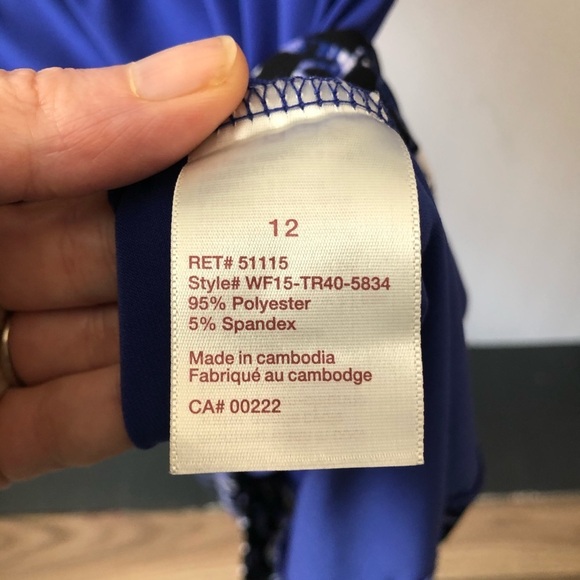 12
RET# 51115
Style# WF15-TR40-5834
95% Polyester
5% Spandex
Made in cambodia
Fabriqué au cambodge
CA# 00222